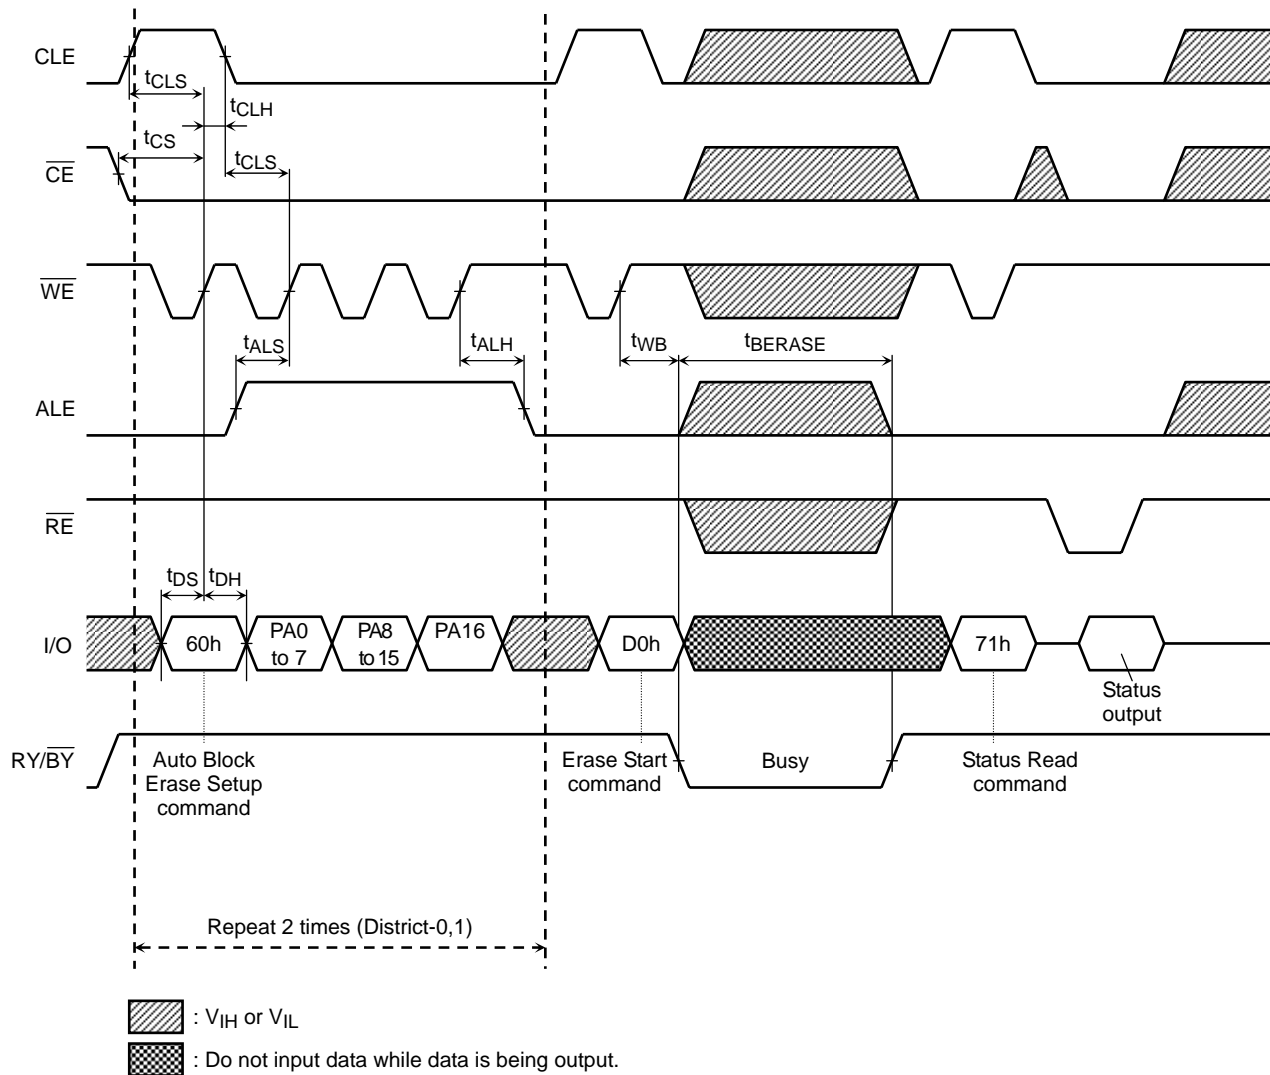 CLE
tCLS
tCLH
tCS
tCLS
CE
WE
tALS
tALH
tWB
tBERASE
ALE
RE
tDS
tDH
I/O
60h
PA0
to 7
PA8
to 15
PA16
D0h
71h
Status
output
RY/BY
Auto Block
Erase Setup
command
Erase Start
command
Busy
Status Read
command
Repeat 2 times (District-0,1)
: VIH or VIL
: Do not input data while data is being output.